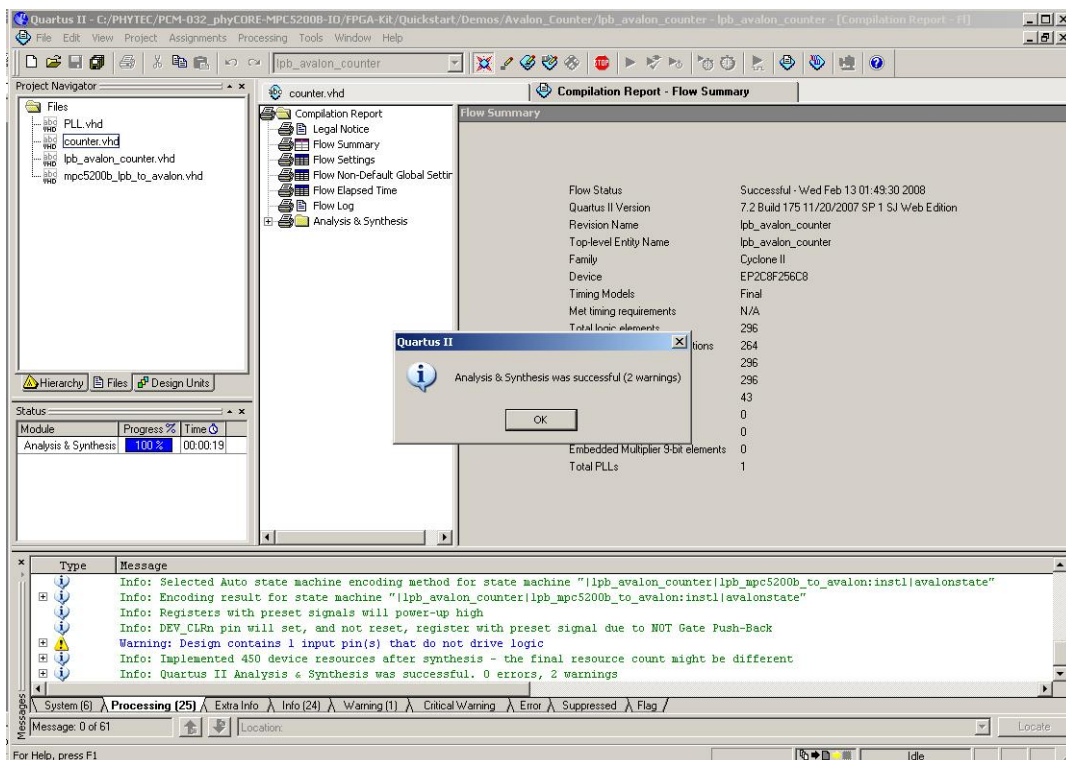 Quartus II - C:/PHYTEC/PCM-032_phyCORE-MPC5200B-IO/FPGA-Kit/Quickstart/Demos/Avalon_Counter/lpb_avalon_counter - lpb_avalon_counter - [Compilation Report - Fl]
File Edit View Project Assignments Processing Tools Window Help
lpb_avalon_counter
Project Navigator
Files
PLL.vhd
counter.vhd
lpb_avalon_counter.vhd
mpc5200b_lpb_to_avalon.vhd
Hierarchy Files Design Units
Status
Module Progress % Time
Analysis & Synthesis 100 % 00:00:19
counter.vhd
Compilation Report - Flow Summary
Compilation Report
Legal Notice
Flow Summary
Flow Settings
Flow Non-Default Global Settir
Flow Elapsed Time
Flow Log
Analysis & Synthesis
Flow Summary
Flow Status Successful - Wed Feb 13 01:49:30 2008
Quartus II Version 7.2 Build 175 11/20/2007 SP 1 SJ Web Edition
Revision Name lpb_avalon_counter
Top-level Entity Name lpb_avalon_counter
Family Cyclone II
Device EP2C8F256C8
Timing Models Final
Met timing requirements N/A
Total logic elements 296
tions 264
296
296
43
0
0
Embedded Multiplier 9-bit elements 0
Total PLLs 1
Quartus II
Analysis & Synthesis was successful (2 warnings)
OK
Type Message
Info: Selected Auto state machine encoding method for state machine "|lpb_avalon_counter|lpb_mpc5200b_to_avalon:inst1|avalonstate"
Info: Encoding result for state machine "|lpb_avalon_counter|lpb_mpc5200b_to_avalon:inst1|avalonstate"
Info: Registers with preset signals will power-up high
Info: DEV_CLRn pin will set, and not reset, register with preset signal due to NOT Gate Push-Back
Warning: Design contains 1 input pin(s) that do not drive logic
Info: Implemented 450 device resources after synthesis - the final resource count might be different
Info: Quartus II Analysis & Synthesis was successful. 0 errors, 2 warnings
System (6) Processing (25) Extra Info Info (24) Warning (1) Critical Warning Error Suppressed Flag
Messages
Message: 0 of 61 Location: Locate
For Help, press F1 Idle